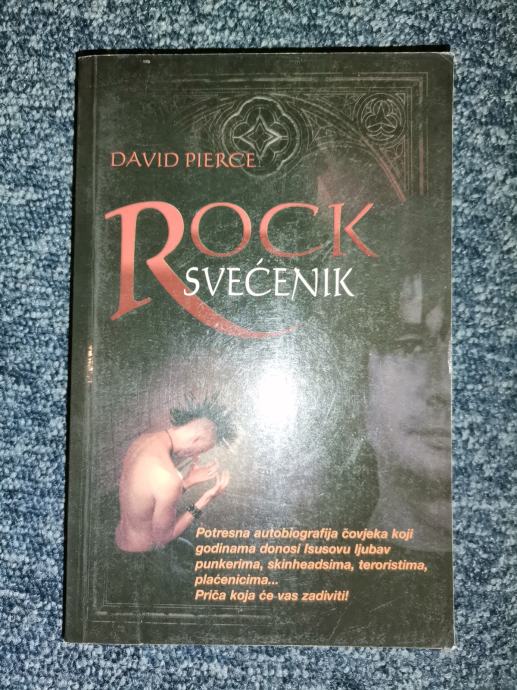 DAVID PIERCE
ROCK
SVEĆENIK
Potresna autobiografija čovjeka koji
godinama donosi Isusovu ljubav
punkerima, skinheadsima, teroristima,
plaćenicima...
Priča koja će vas zadiviti!